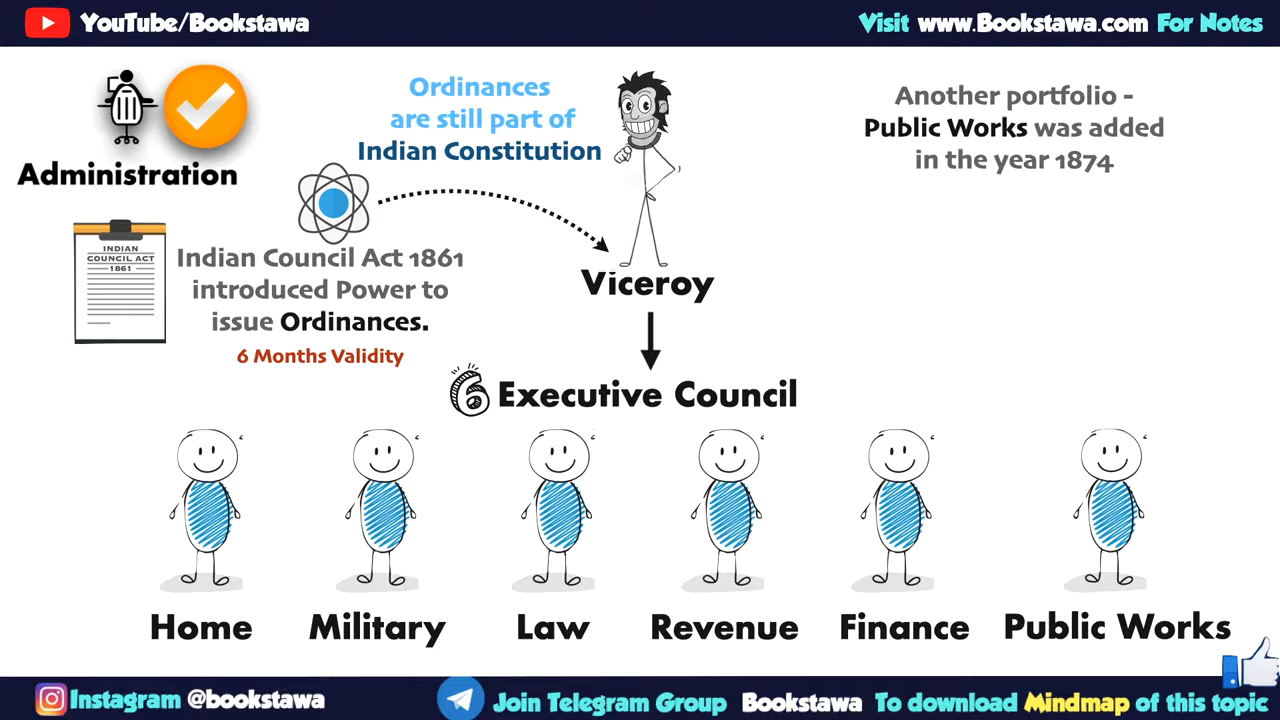 YouTube/Bookstawa
Visit www.Bookstawa.com For Notes
Administration
Ordinances
are still part of
Indian Constitution
Another portfolio -
Public Works was added
in the year 1874
INDIAN
COUNCIL ACT
1861
Indian Council Act 1861
introduced Power to
issue Ordinances.
6 Months Validity
Viceroy
6 Executive Council
Home
Military
Law
Revenue
Finance
Public Works
Instagram @bookstawa
Join Telegram Group Bookstawa To download Mindmap of this topic